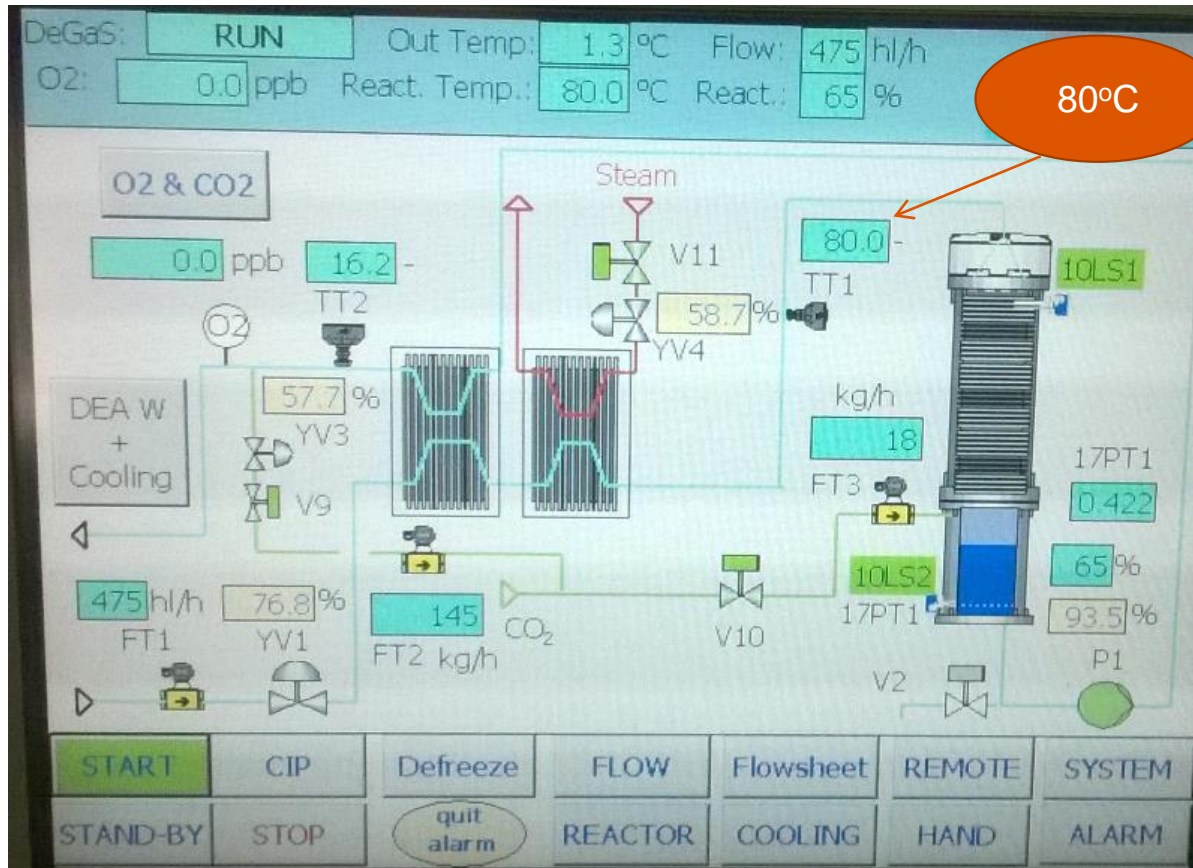 DeGaS: RUN Out Temp: 1.3 ºC Flow: 475 hl/h
O2: 0.0 ppb React. Temp.: 80.0 ºC React.: 65 %
80ºC
O2 & CO2
Steam
0.0 ppb 16.2 -
TT2
V11
80.0 -
TT1
10LS1
O2
58.7 %
YV4
DEA W
+
Cooling
57.7 %
YV3
V9
kg/h
18
FT3
17PT1
0.422
475 hl/h 76.8 %
FT1 YV1
145
FT2 kg/h
CO2
V10
10LS2
17PT1
65 %
93.5 %
P1
V2
START CIP Defreeze FLOW Flowsheet REMOTE SYSTEM
STAND-BY STOP quit alarm REACTOR COOLING HAND ALARM